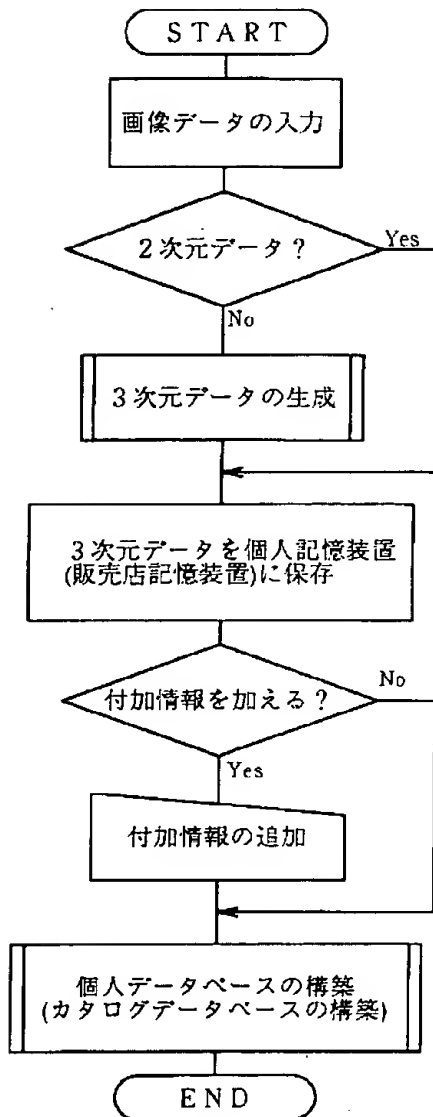 START
画像データの入力
2次元データ?
Yes
No
3次元データの生成
3次元データを個人記憶装置
(販売店記憶装置)に保存
付加情報を加える?
No
Yes
付加情報の追加
個人データベースの構築
(カタログデータベースの構築)
END